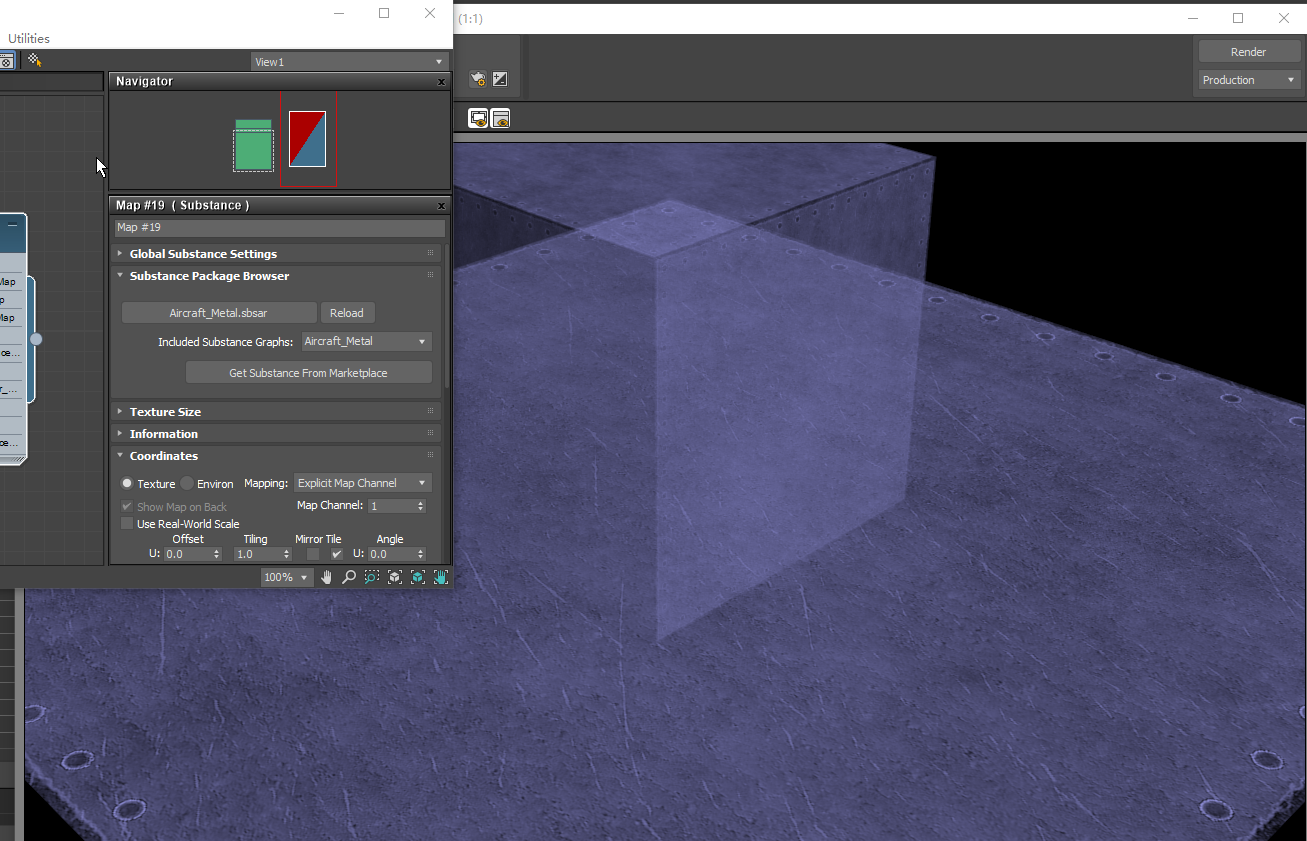 (1:1)
Utilities
View1
Render
Production
Navigator
Map #19 ( Substance )
Map #19
Global Substance Settings
Substance Package Browser
Map
p
Map
Aircraft_Metal.sbsar Reload
Included Substance Graphs: Aircraft_Metal
oe...
Get Substance From Marketplace
r_...
Texture Size
Information
oe...
Coordinates
Texture Environ Mapping: Explicit Map Channel
Show Map on Back Map Channel: 1
Use Real-World Scale
Offset Tiling Mirror Tile Angle
U: 0.0 1.0 U: 0.0
100%